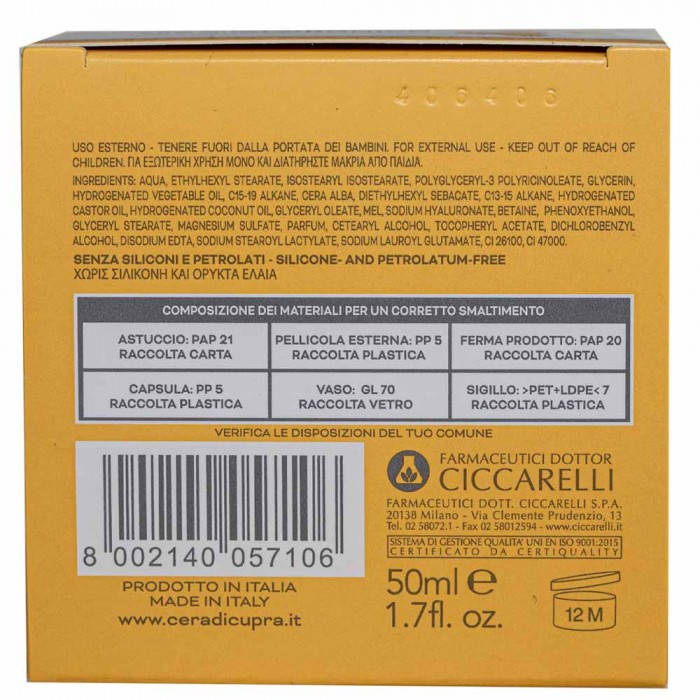 406406
USO ESTERNO - TENERE FUORI DALLA PORTATA DEI BAMBINI. FOR EXTERNAL USE - KEEP OUT OF REACH OF
CHILDREN. ΓΙΑ ΕΞΩΤΕΡΙΚΗ ΧΡΗΣΗ ΜΟΝΟ ΚΑΙ ΔΙΑΤΗΡΗΣΤΕ ΜΑΚΡΙΑ ΑΠΟ ΠΑΙΔΙΑ.
INGREDIENTS: AQUA, ETHYLHEXYL STEARATE, ISOSTEARYL ISOSTEARATE, POLYGLYCERYL-3 POLYRICINOLEATE, GLYCERIN,
HYDROGENATED VEGETABLE OIL, C15-19 ALKANE, CERA ALBA, DIETHYLHEXYL SEBACATE, C13-15 ALKANE, HYDROGENATED
CASTOR OIL, HYDROGENATED COCONUT OIL, GLYCERYL OLEATE, MEL, SODIUM HYALURONATE, BETAINE, PHENOXYETHANOL,
GLYCERYL STEARATE, MAGNESIUM SULFATE, PARFUM, CETEARYL ALCOHOL, TOCOPHERYL ACETATE, DICHLOROBENZYL
ALCOHOL, DISODIUM EDTA, SODIUM STEAROYL LACTYLATE, SODIUM LAUROYL GLUTAMATE, CI 26100, CI 47000.
SENZA SILICONI E PETROLATI - SILICONE- AND PETROLATUM-FREE
ΧΩΡΙΣ ΣΙΛΙΚΟΝΗ ΚΑΙ ΟΡΥΚΤΑ ΕΛΑΙΑ
COMPOSIZIONE DEI MATERIALI PER UN CORRETTO SMALTIMENTO
ASTUCCIO: PAP 21
RACCOLTA CARTA
PELLICOLA ESTERNA: PP 5
RACCOLTA PLASTICA
FERMA PRODOTTO: PAP 20
RACCOLTA CARTA
CAPSULA: PP 5
RACCOLTA PLASTICA
VASO: GL 70
RACCOLTA VETRO
SIGILLO: >PET+LDPE< 7
RACCOLTA PLASTICA
VERIFICA LE DISPOSIZIONI DEL TUO COMUNE
8 002140 057106
PRODOTTO IN ITALIA
MADE IN ITALY
www.ceradicupra.it
FARMACEUTICI DOTTOR
CICCARELLI
FARMACEUTICI DOTT. CICCARELLI S.P.A.
20138 Milano - Via Clemente Prudenzio, 13
Tel. 02 58072.1 - Fax 02 58012594 - www.ciccarelli.it
SISTEMA DI GESTIONE QUALITA' UNI EN ISO 9001:2015
CERTIFICATO DA CERTIQUALITY
50ml e
1.7fl. oz.
12 M